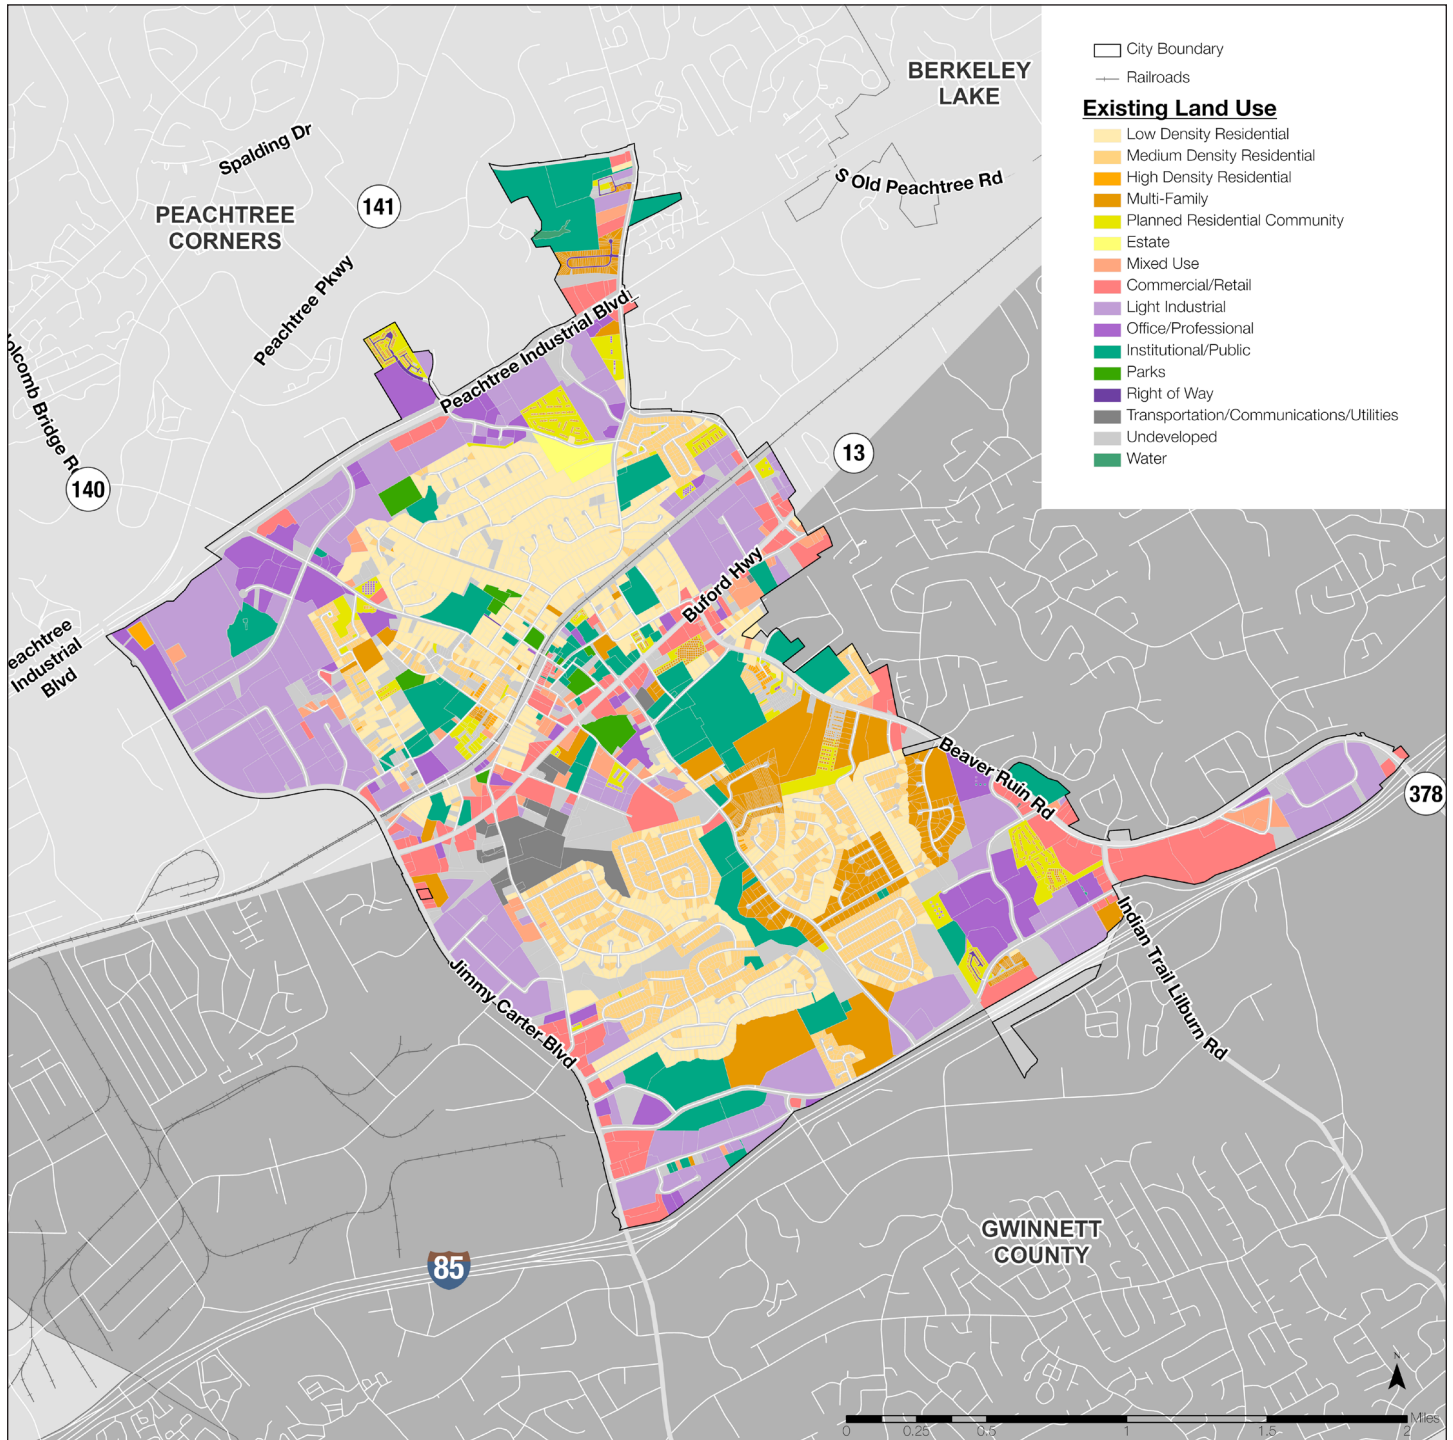 City Boundary
Railroads
Existing Land Use
Low Density Residential
Medium Density Residential
High Density Residential
Multi-Family
Planned Residential Community
Estate
Mixed Use
Commercial/Retail
Light Industrial
Office/Professional
Institutional/Public
Parks
Right of Way
Transportation/Communications/Utilities
Undeveloped
Water
BERKELEY
LAKE
Spalding Dr
S Old Peachtree Rd
141
PEACHTREE
CORNERS
Peachtree Pkwy
Peachtree Industrial Blvd
olcomb Bridge R
13
140
Buford Hwy
eachtree
Industrial
Blvd
Beaver Ruin Rd
378
Indian Trail Lilburn Rd
Jimmy Carter Blvd
GWINNETT
COUNTY
85
N
Miles
0 0.25 0.5 1 1.5 2